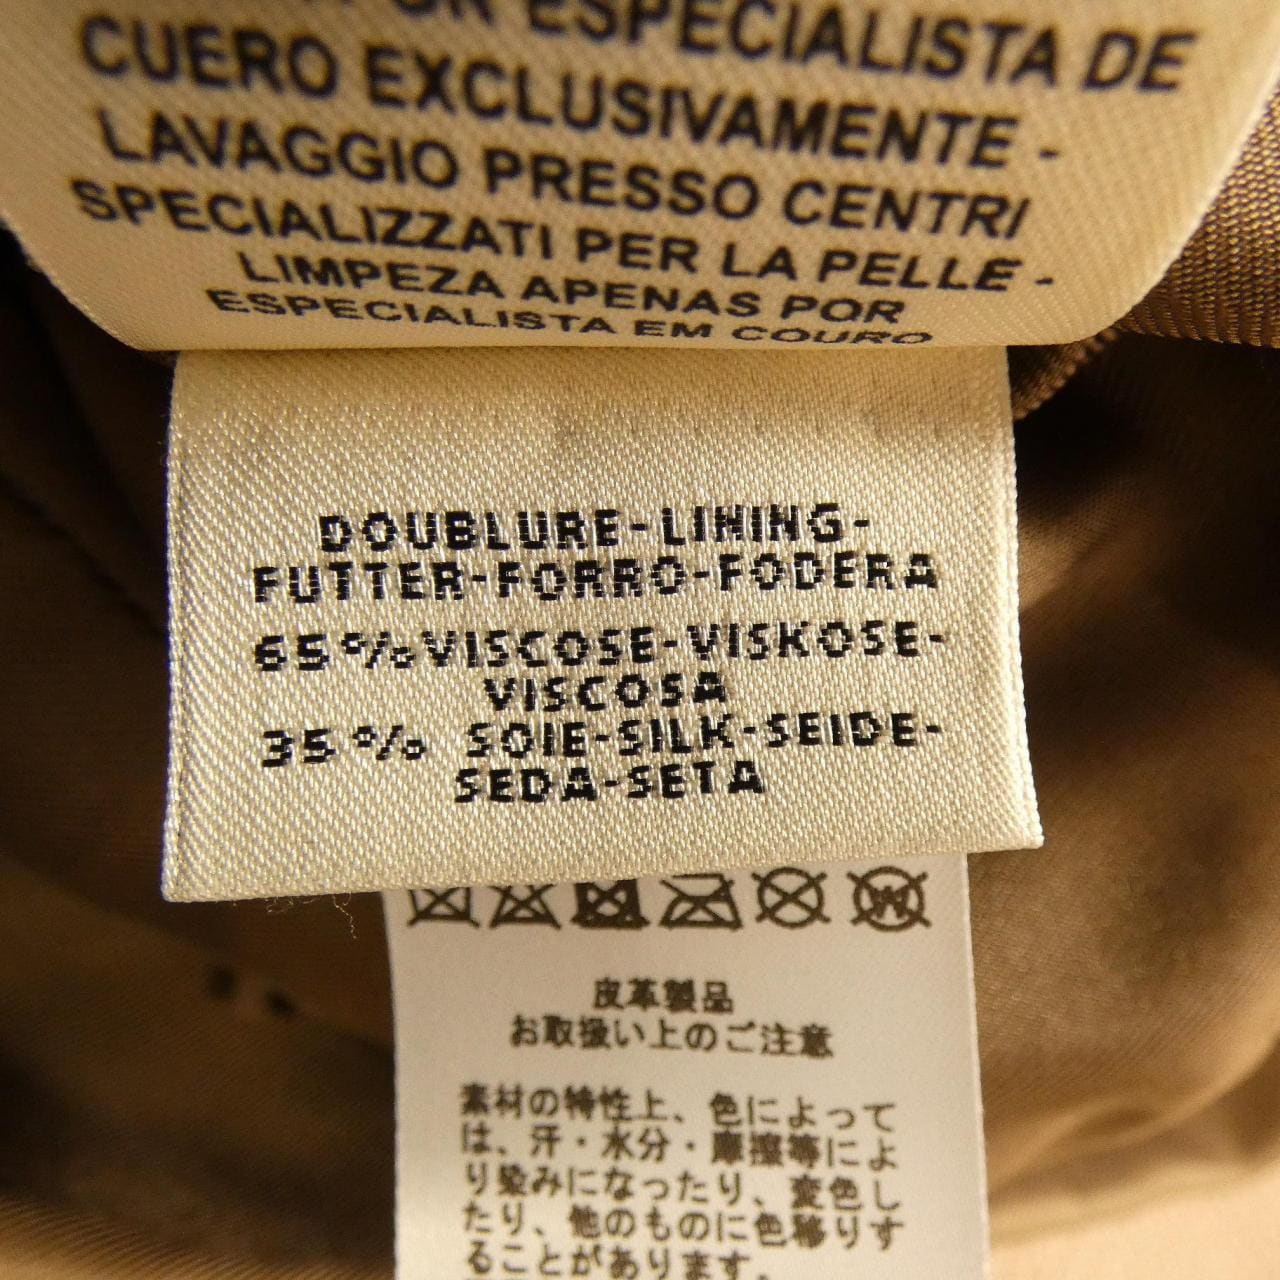 POR ESPECIALISTA DE
CUERO EXCLUSIVAMENTE -
LAVAGGIO PRESSO CENTRI
SPECIALIZZATI PER LA PELLE -
LIMPEZA APENAS POR
ESPECIALISTA EM COURO
DOUBLURE-LINING-
FUTTER-FORRO-FODERA
65%VISCOSE-VISKOSE-
VISCOSA
35% SOIE-SILK-SEIDE-
SEDA-SETA
W
皮革製品
お取扱い上のご注意
素材の特性上、色によって
は、汗・水分・摩擦等によ
り染みになったり、変色し
たり、他のものに色移りす
ることがあります。